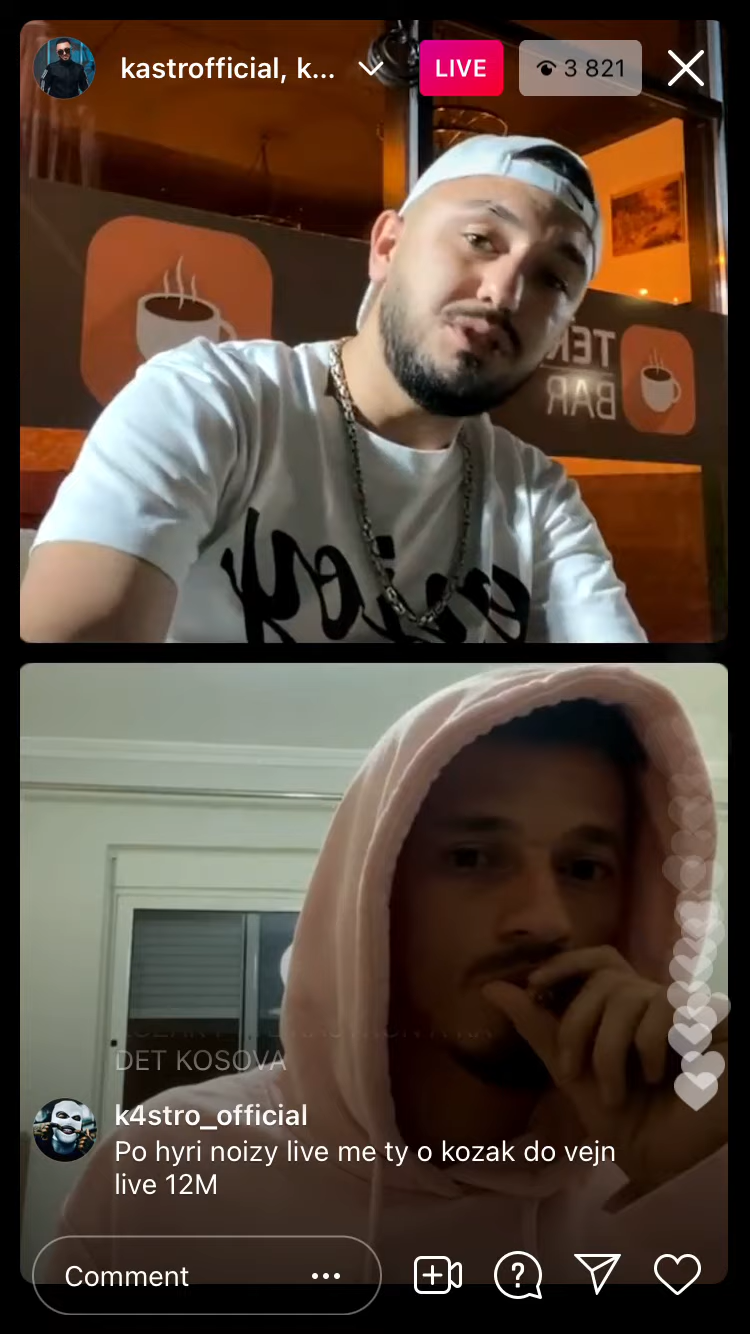 kastrofficial, k...
LIVE
3 821
TER
BAR
DET KOSOVA
k4stro_official
Po hyri noizy live me ty o kozak do vejn
live 12M
Comment